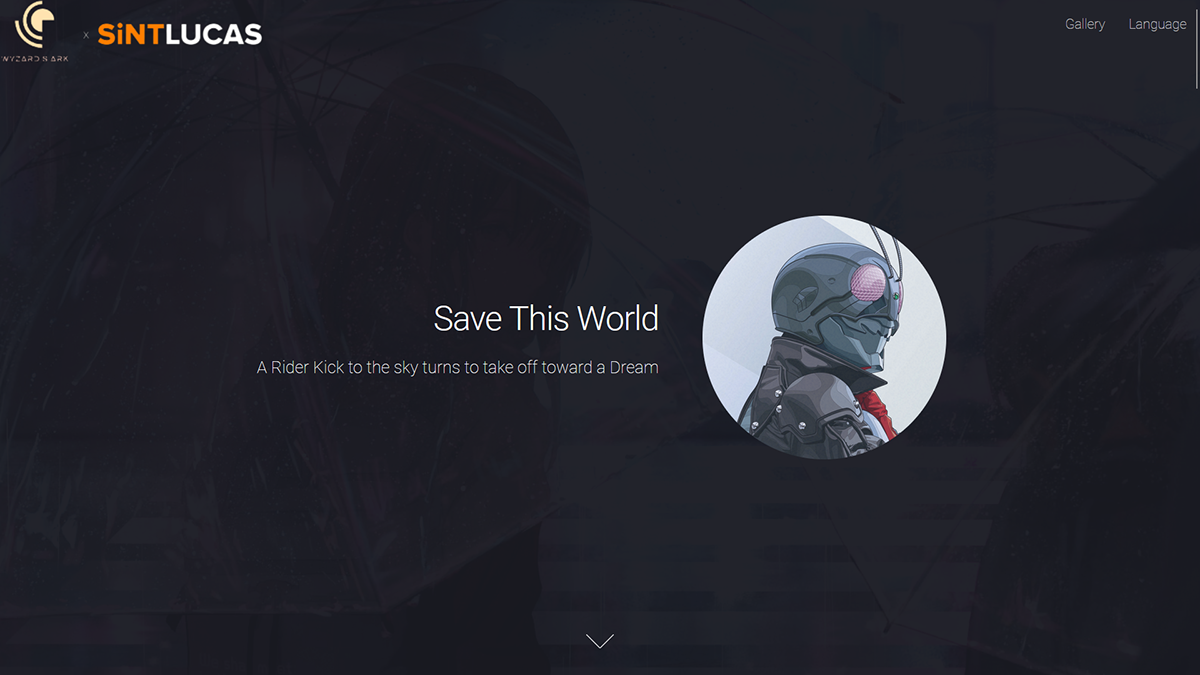 WYZARD'S ARK
x
SiNTLUCAS
Gallery
Language
Save This World
A Rider Kick to the sky turns to take off toward a Dream